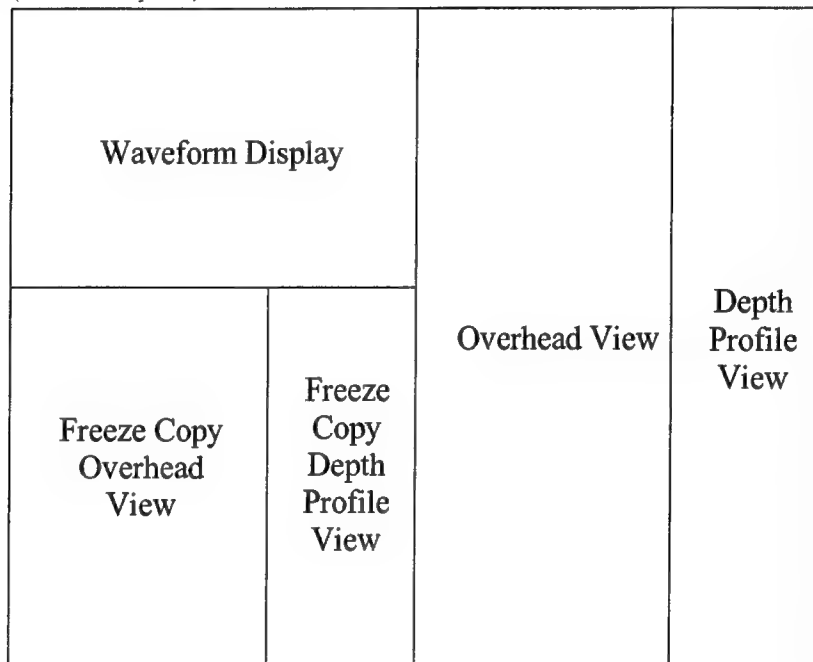 Waveform Display
Freeze Copy
Overhead
View
Freeze
Copy
Depth
Profile
View
Overhead View
Depth
Profile
View